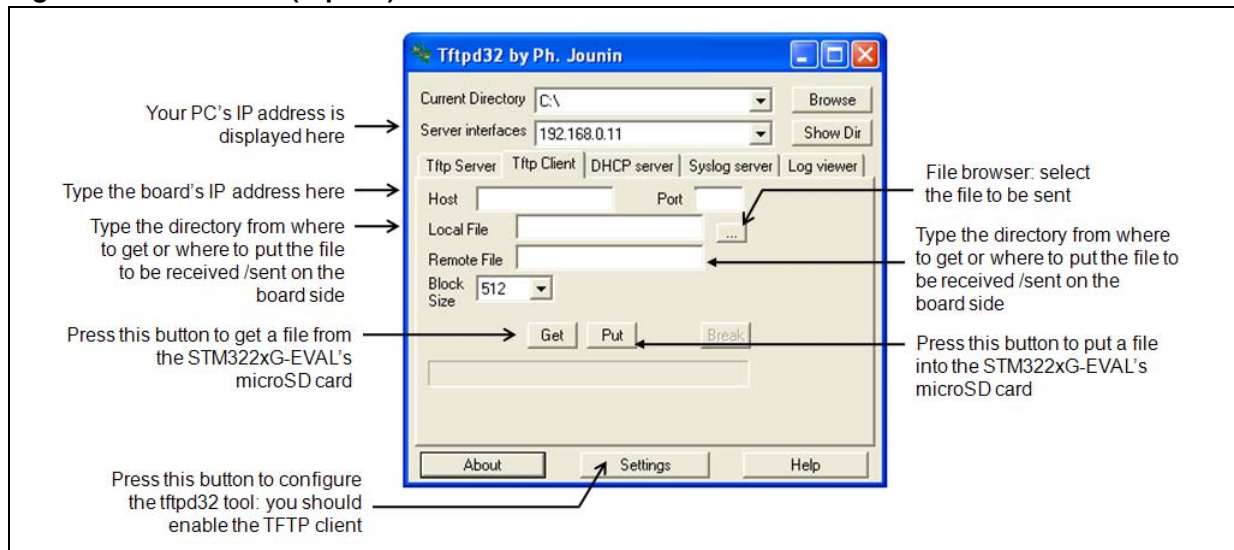 Tftpd32 by Ph. Jounin
Current Directory C:\ Browse
Server interfaces 192.168.0.11 Show Dir
Tftp Server Tftp Client DHCP server Syslog server Log viewer
Host Port
Local File ...
Remote File
Block
Size 512
Get Put Break
About Settings Help
Your PC's IP address is
displayed here
Type the board's IP address here
Type the directory from where
to get or where to put the file
to be received /sent on the
board side
Press this button to get a file from
the STM322xG-EVAL's
microSD card
Press this button to configure
the tftpd32 tool: you should
enable the TFTP client
File browser: select
the file to be sent
Type the directory from where
to get or where to put the file to
be received /sent on the
board side
Press this button to put a file
into the STM322xG-EVAL's
microSD card